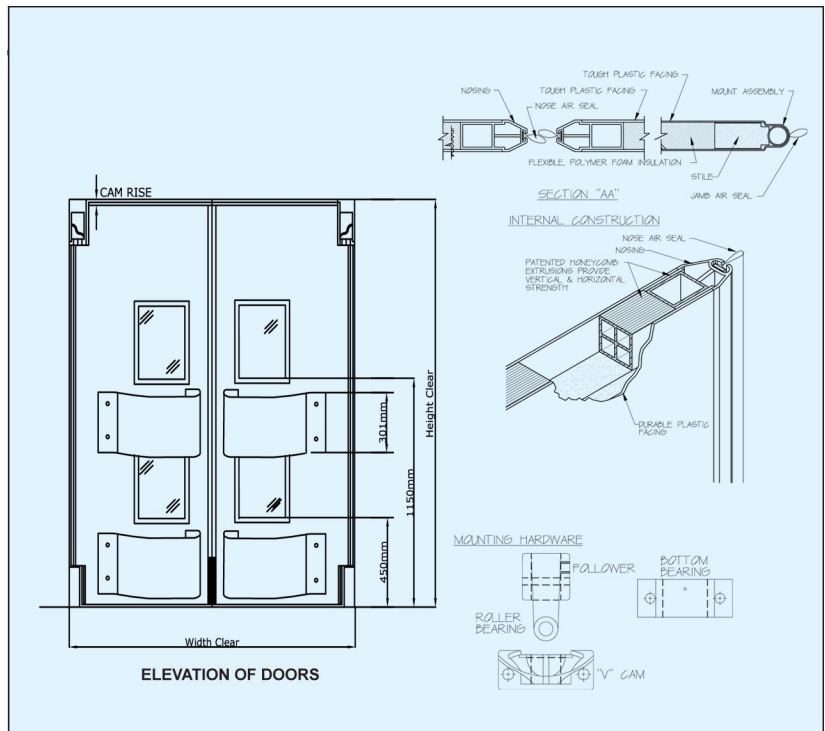 TOUGH PLASTIC FACING
NOSING
TOUGH PLASTIC FACING
MOUNT ASSEMBLY
NOSE AIR SEAL
FLEXIBLE, POLYMER FOAM INSULATION
STILE
JAMB AIR SEAL
SECTION "AA"
INTERNAL CONSTRUCTION
NOSE AIR SEAL
NOSING
PATENTED HONEYCOMB
EXTRUSIONS PROVIDE
VERTICAL & HORIZONTAL
STRENGTH
DURABLE PLASTIC
FACING
CAM RISE
301mm
1150mm
450mm
Height Clear
Width Clear
ELEVATION OF DOORS
MOUNTING HARDWARE
FOLLOWER
BOTTOM
BEARING
ROLLER
BEARING
"V" CAM